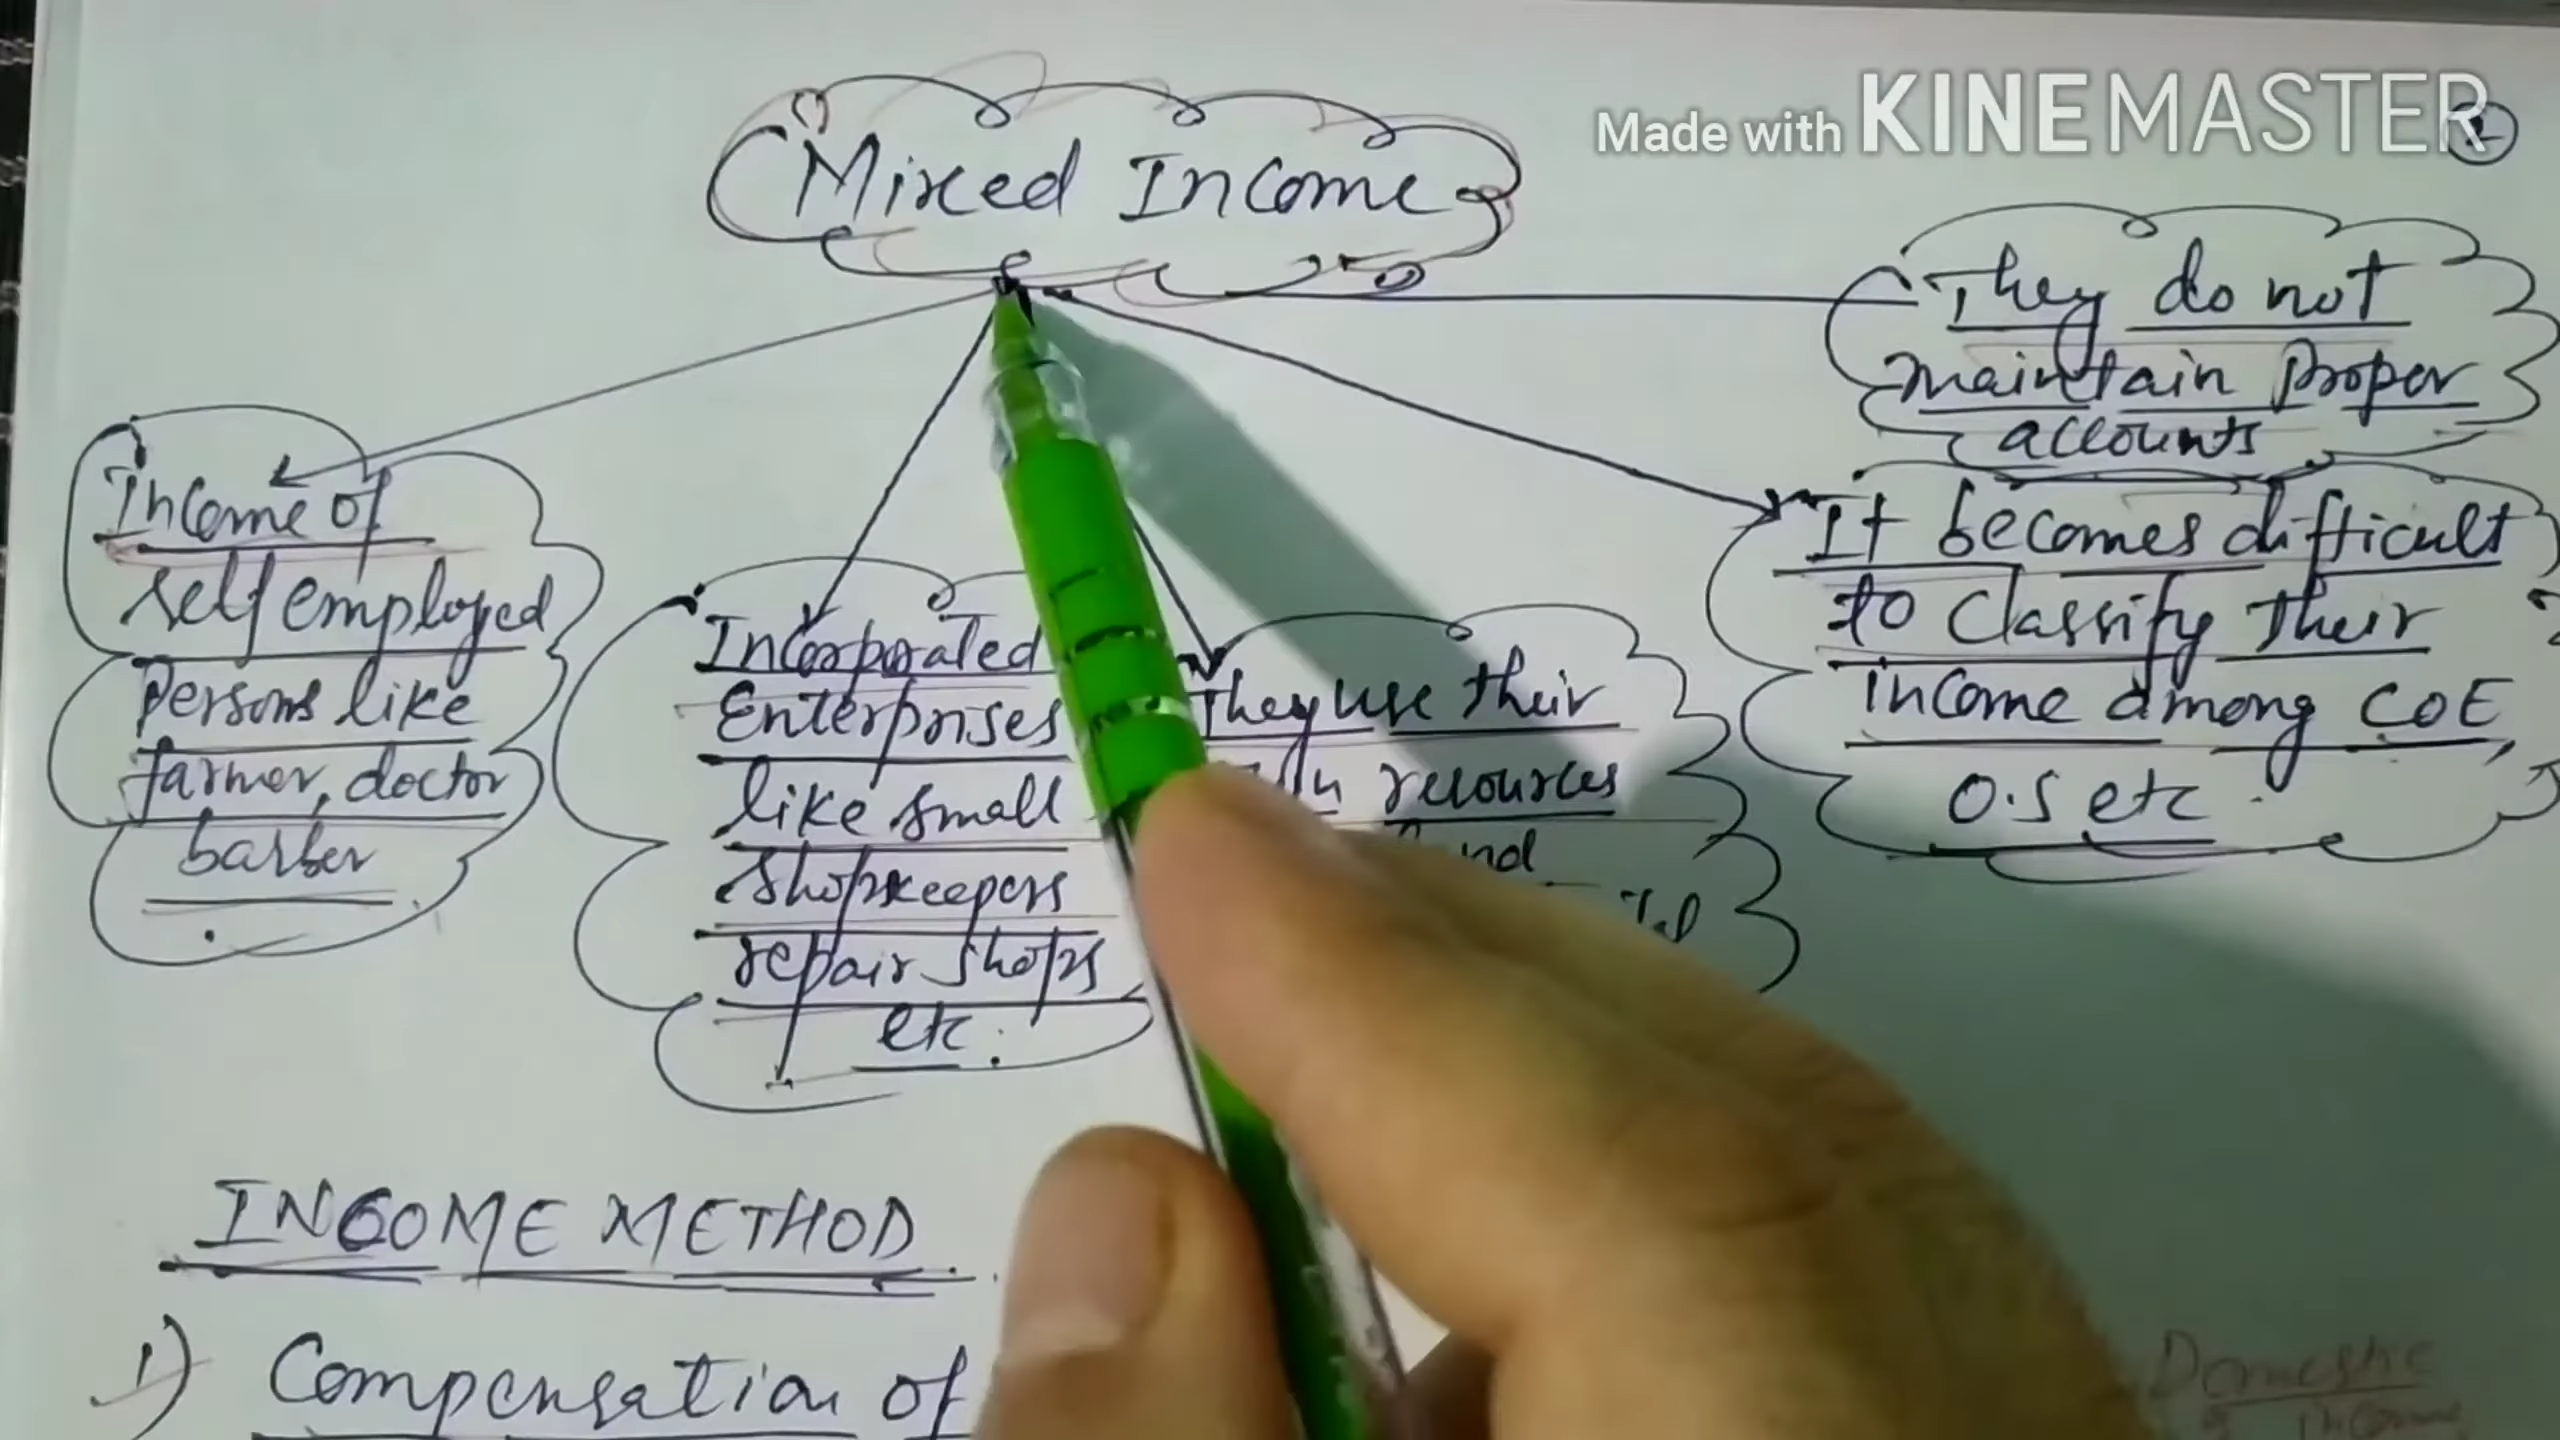 Made with KINEMASTER
2
Mixed Income
They do not
maintain proper
accounts
Income of
self employed
Persons like
farmer, doctor
barber
Incorporated
Enterprises
like small
shopkeepers
repair shops
etc.
They use their
resources
It becomes difficult
to classify their
income among COE,
O.S etc.
INCOME METHOD
1) Compensation of
Domestic